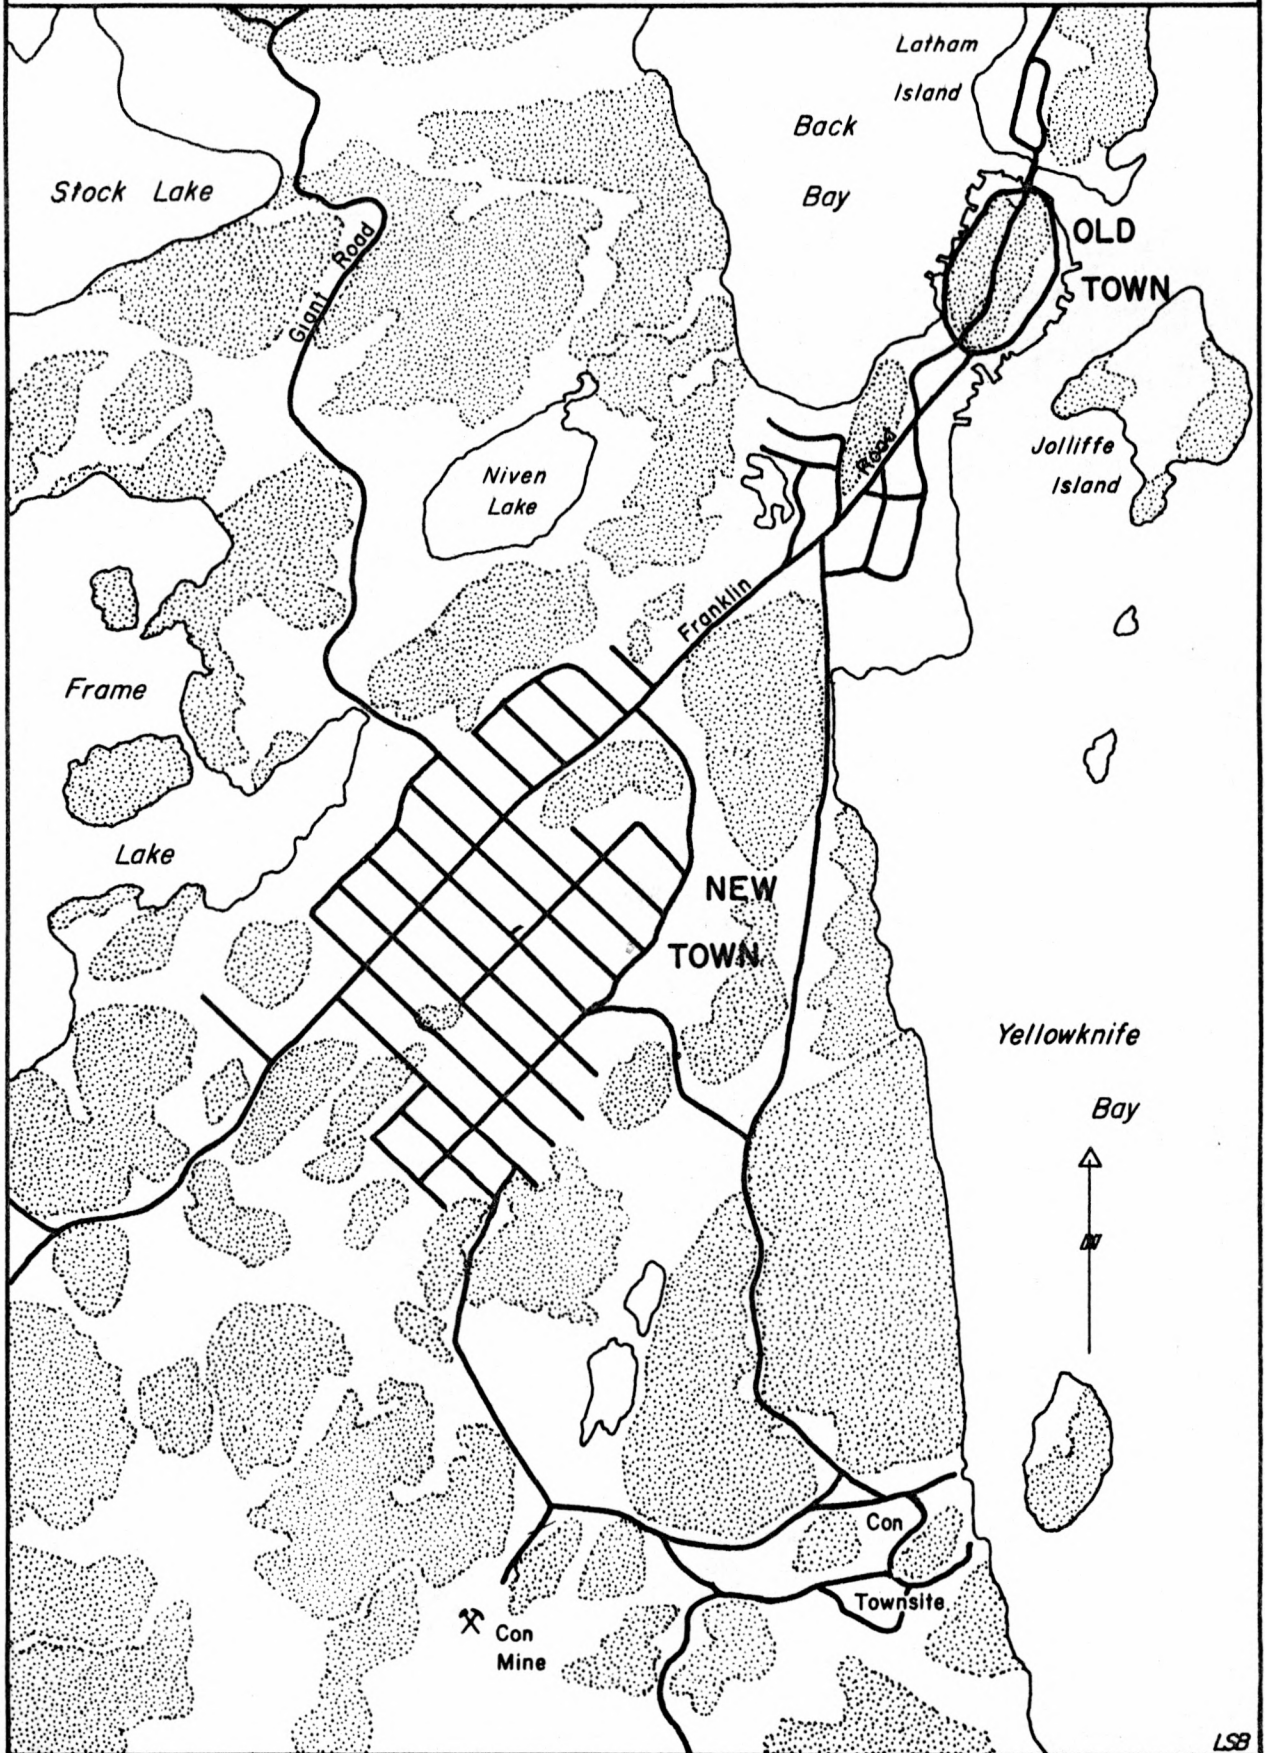 Latham
Island
Back
Bay
Stock Lake
OLD
TOWN
Giant Road
Jolliffe
Island
Niven
Lake
Franklin Road
Frame
Lake
NEW
TOWN
Yellowknife
Bay
N
Con
Townsite
Con
Mine
LSB